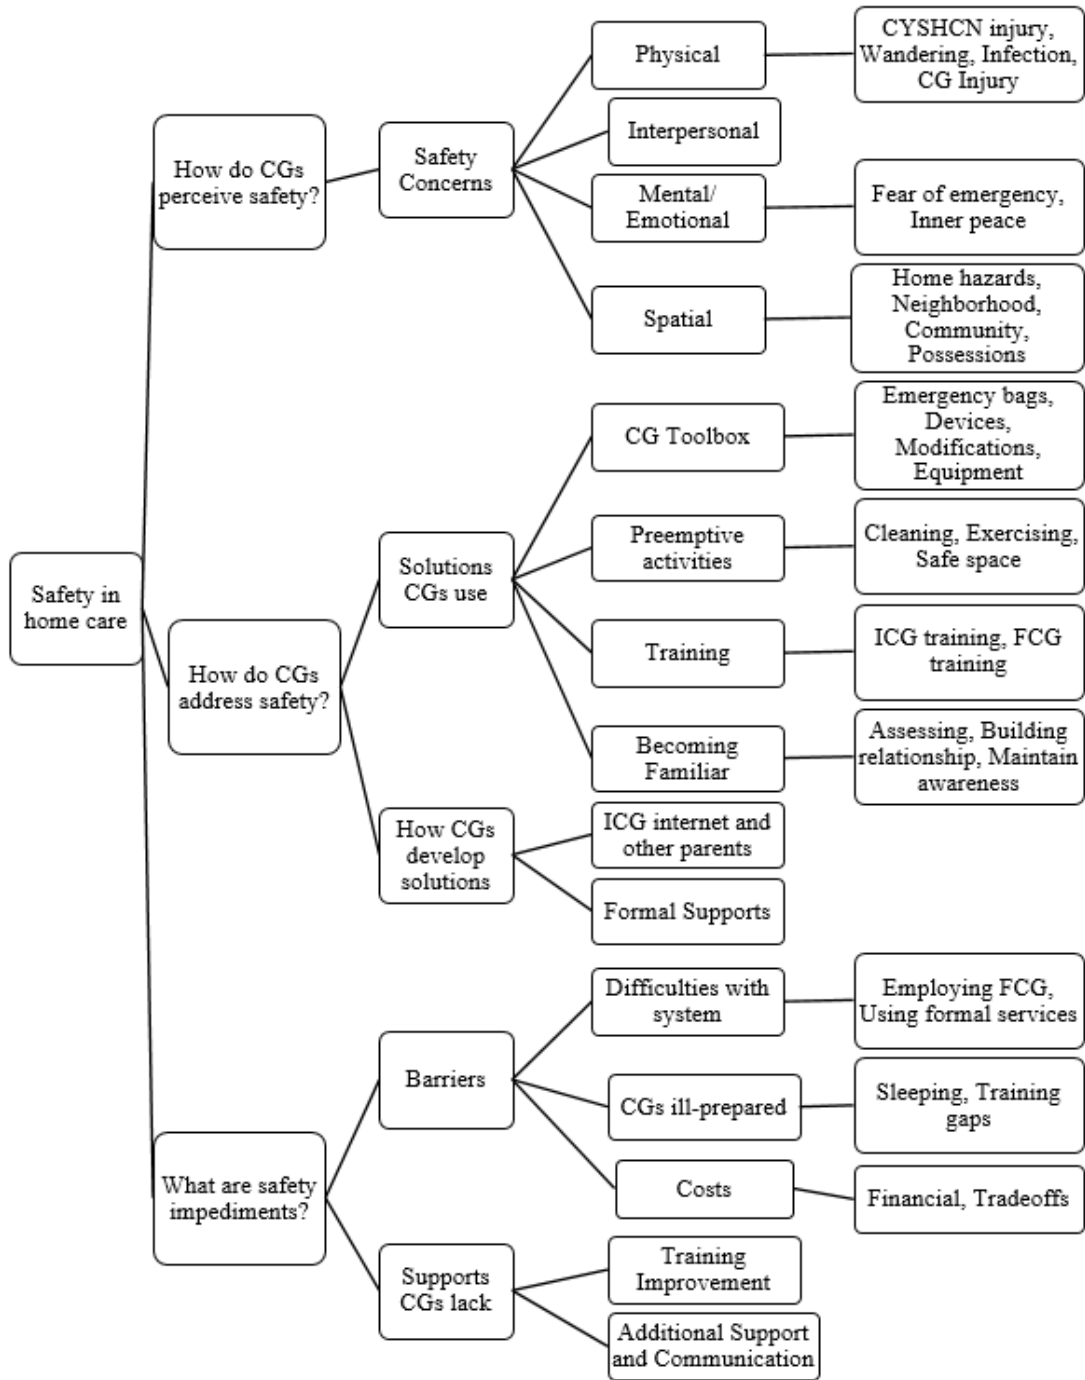 Safety in
home care
How do CGs
perceive safety?
Safety
Concerns
Physical
CYSHCN injury,
Wandering, Infection,
CG Injury
Interpersonal
Mental/
Emotional
Fear of emergency,
Inner peace
Spatial
Home hazards,
Neighborhood,
Community,
Possessions
How do CGs
address safety?
Solutions
CGs use
CG Toolbox
Emergency bags,
Devices,
Modifications,
Equipment
Preemptive
activities
Cleaning, Exercising,
Safe space
Training
ICG training, FCG
training
Becoming
Familiar
Assessing, Building
relationship, Maintain
awareness
How CGs
develop
solutions
ICG internet and
other parents
Formal Supports
What are safety
impediments?
Barriers
Difficulties with
system
Employing FCG,
Using formal services
CGs ill-prepared
Sleeping, Training
gaps
Costs
Financial, Tradeoffs
Supports
CGs lack
Training
Improvement
Additional Support
and Communication